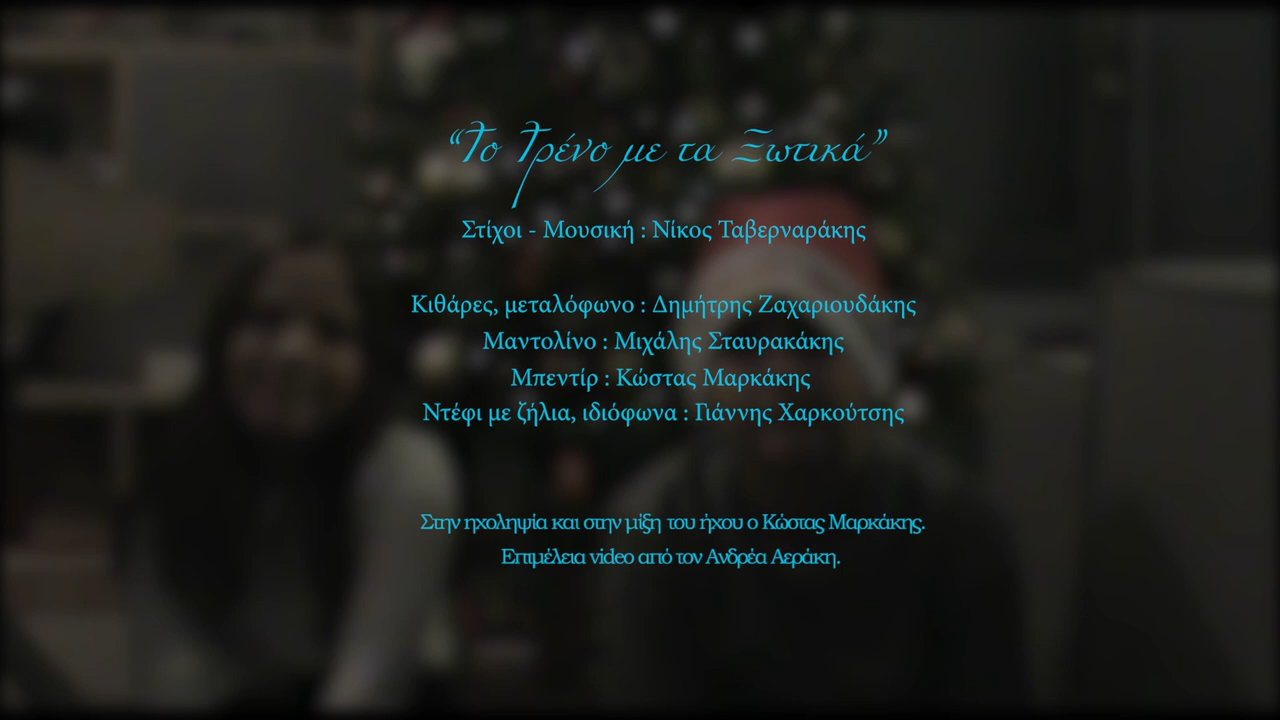 “Το Τρένο με τα Ξωτικά”
Στίχοι - Μουσική : Νίκος Ταβερναράκης
Κιθάρες, μεταλόφωνο : Δημήτρης Ζαχαριουδάκης
Μαντολίνο : Μιχάλης Σταυρακάκης
Μπεντίρ : Κώστας Μαρκάκης
Ντέφι με ζήλια, ιδιόφωνα : Γιάννης Χαρκούτσης
Στην ηχοληψία και στην μίξη του ήχου ο Κώστας Μαρκάκης.
Επιμέλεια video από τον Ανδρέα Αεράκη.